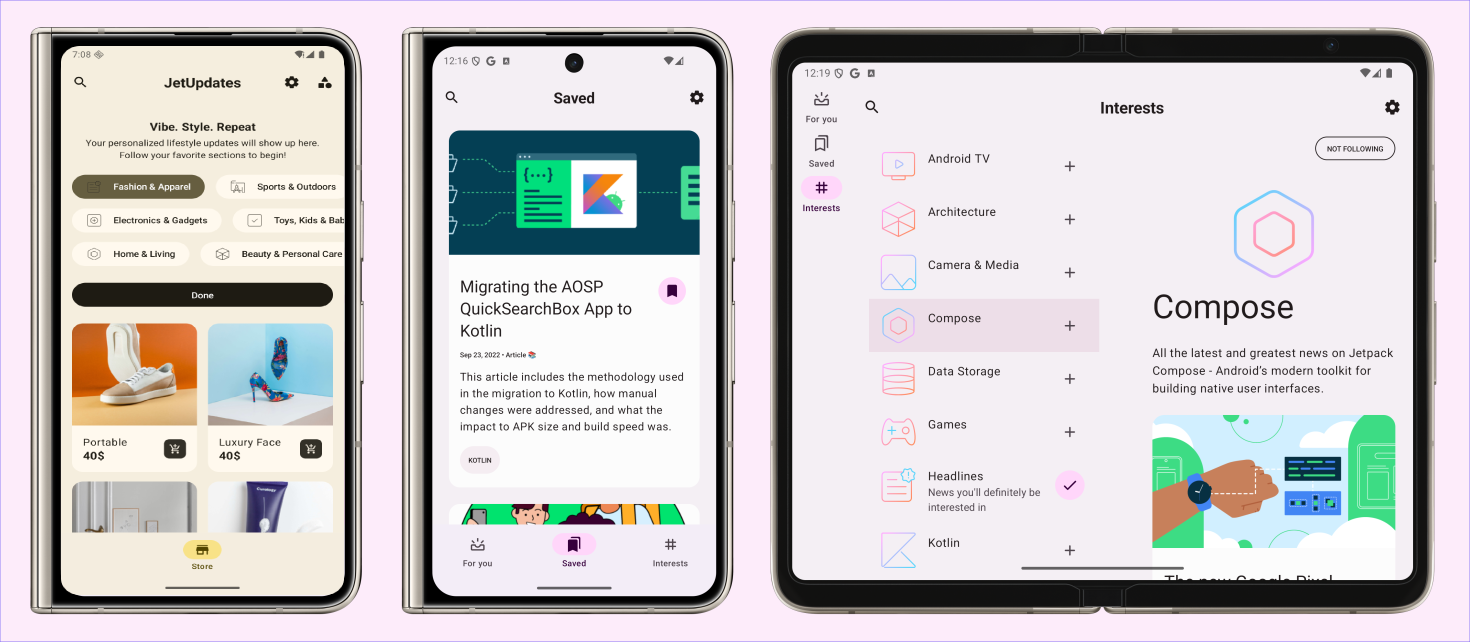 7:08
JetUpdates
Vibe. Style. Repeat
Your personalized lifestyle updates will show up here.
Follow your favorite sections to begin!
Fashion & Apparel
Sports & Outdoors
Electronics & Gadgets
Toys, Kids & Bab
Home & Living
Beauty & Personal Care
Done
Portable
40$
Luxury Face
40$
Store
12:16
Saved
{...}
Migrating the AOSP
QuickSearchBox App to
Kotlin
Sep 23, 2022 • Article 📚
This article includes the methodology used
in the migration to Kotlin, how manual
changes were addressed, and what the
impact to APK size and build speed was.
KOTLIN
For you
Saved
Interests
12:19
For you
Saved
Interests
Interests
Android TV
Architecture
Camera & Media
Compose
Data Storage
Games
Headlines
News you'll definitely be
interested in
Kotlin
NOT FOLLOWING
Compose
All the latest and greatest news on Jetpack
Compose - Android's modern toolkit for
building native user interfaces.
The new Google Pixel